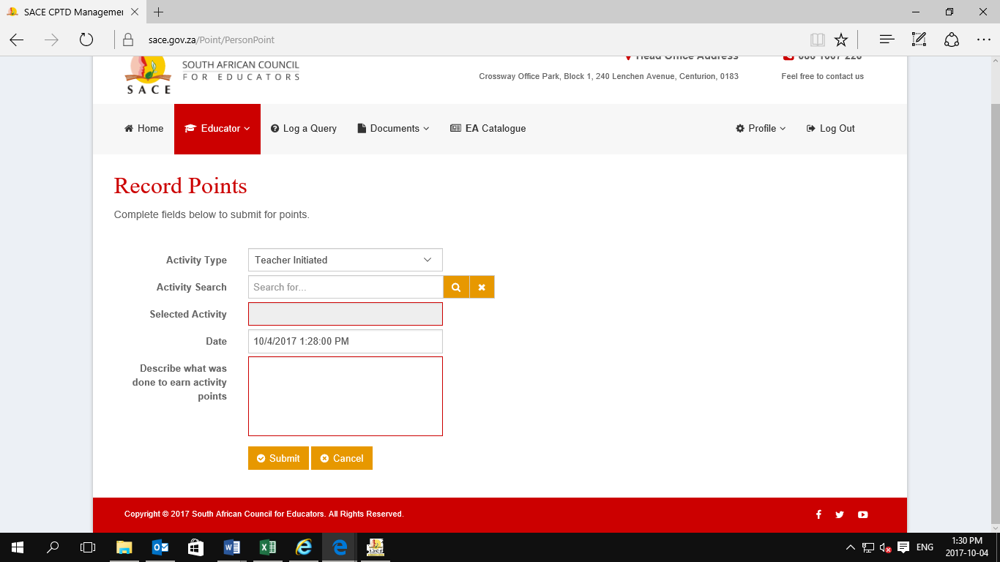 SACE CPTD Managemer
sace.gov.za/Point/PersonPoint
SACE
SOUTH AFRICAN COUNCIL
FOR EDUCATORS
Head Office Address
Crossway Office Park, Block 1, 240 Lenchen Avenue, Centurion, 0183
086 1007 220
Feel free to contact us
Home
Educator
Log a Query
Documents
EA Catalogue
Profile
Log Out
Record Points
Complete fields below to submit for points.
Activity Type
Teacher Initiated
Activity Search
Search for...
Selected Activity
Date
10/4/2017 1:28:00 PM
Describe what was
done to earn activity
points
Submit
Cancel
Copyright © 2017 South African Council for Educators. All Rights Reserved.
ENG
1:30 PM
2017-10-04